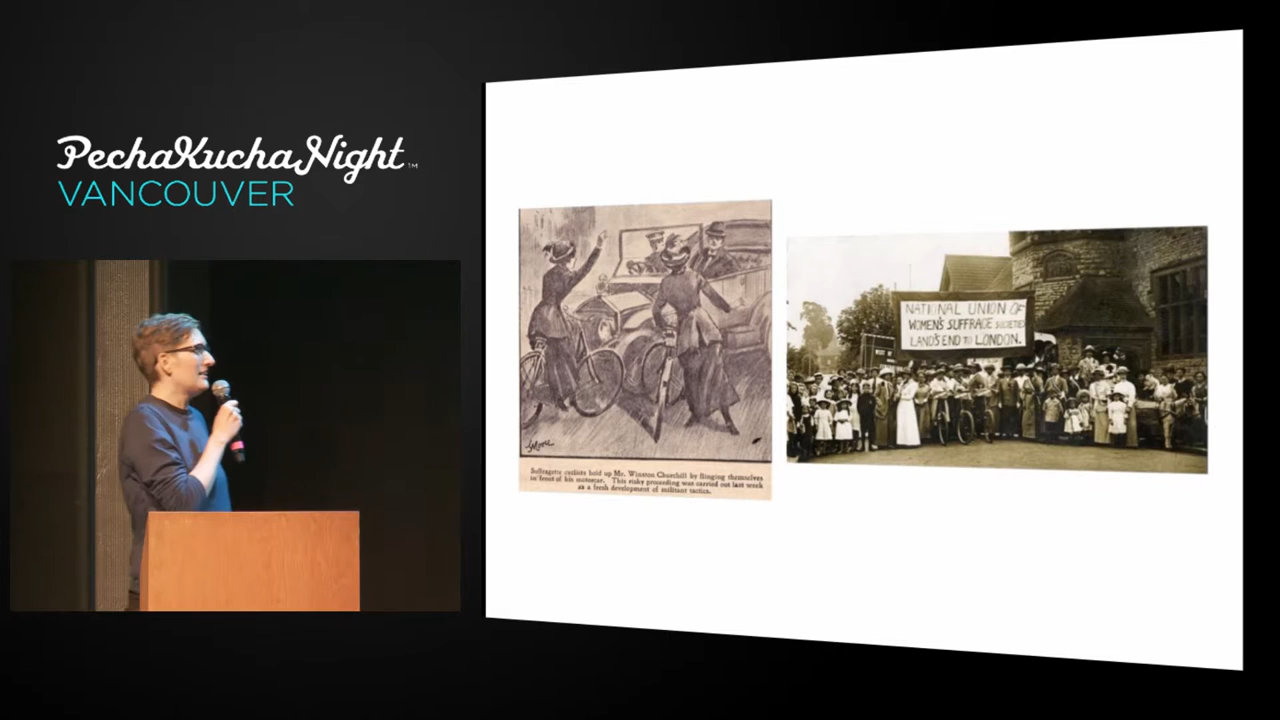 PechaKucha Night™
VANCOUVER
Suffragette cyclists hold up Mr. Winston Churchill by flinging themselves
in front of his motorcar. This risky proceeding was carried out last week
as a fresh development of militant tactics.
NATIONAL UNION OF
WOMEN'S SUFFRAGE SOCIETIES
LAND'S END TO LONDON.